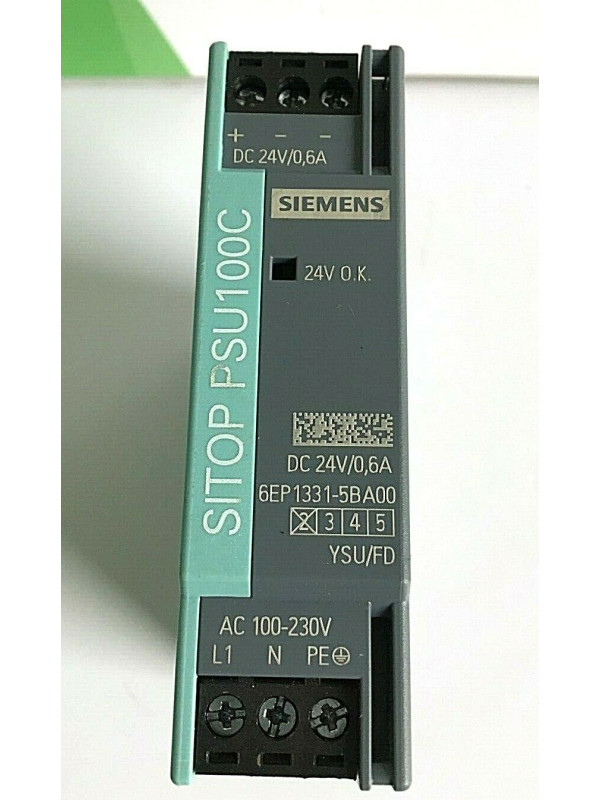 + − −
DC 24V/0,6A
SIEMENS
24V O.K.
SITOP PSU100C
DC 24V/0,6A
6EP1331-5BA00
2 3 4 5
YSU/FD
AC 100-230V
L1 N PE